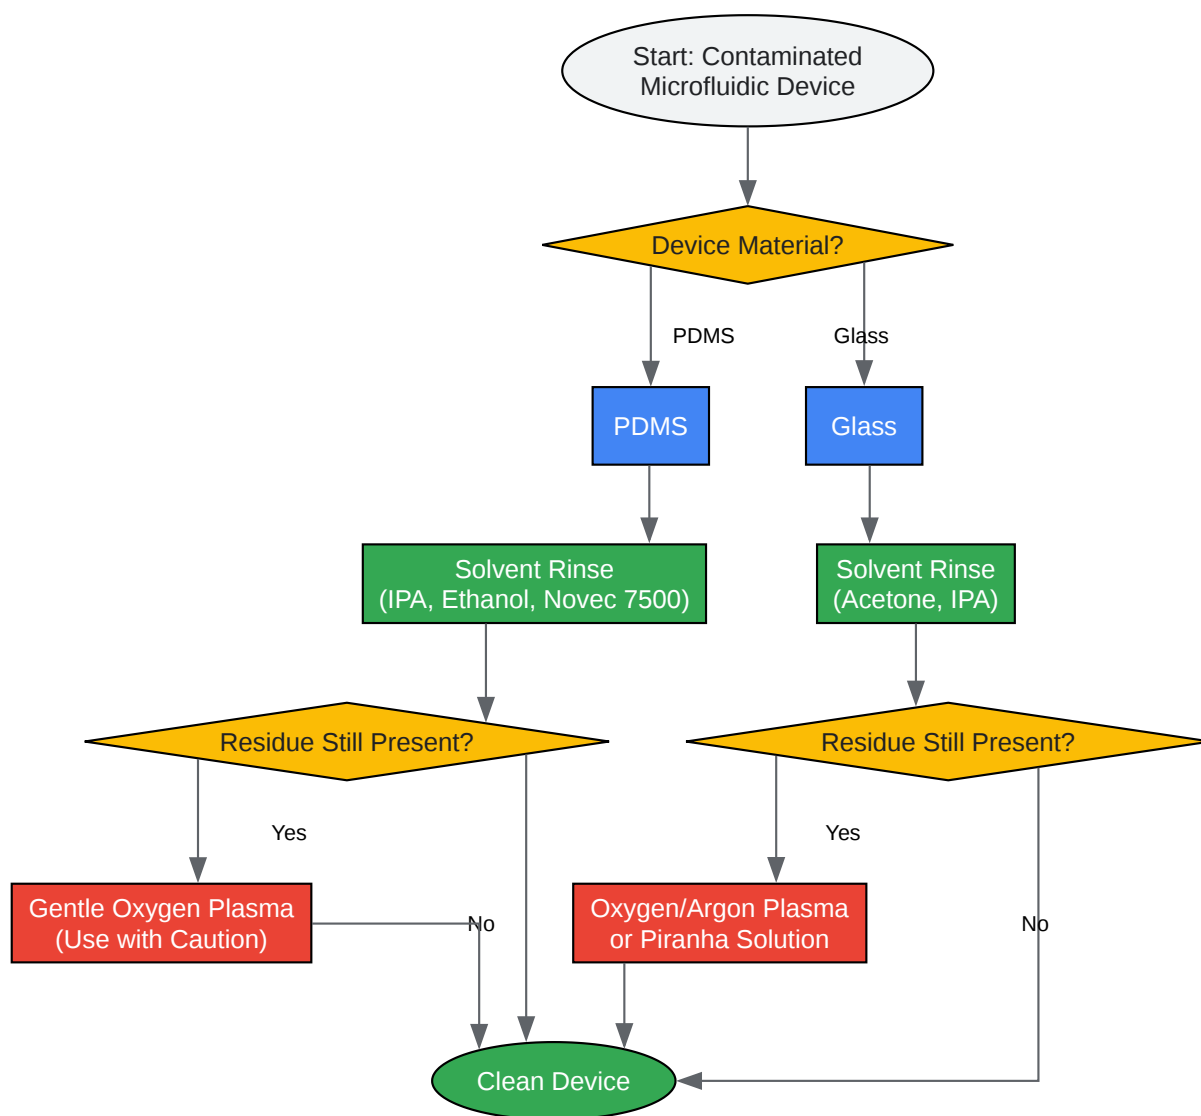 Start: Contaminated
Microfluidic Device
Device Material?
PDMS
Glass
PDMS
Glass
Solvent Rinse
(IPA, Ethanol, Novec 7500)
Solvent Rinse
(Acetone, IPA)
Residue Still Present?
Residue Still Present?
Yes
Yes
Gentle Oxygen Plasma
(Use with Caution)
No
Oxygen/Argon Plasma
or Piranha Solution
No
Clean Device